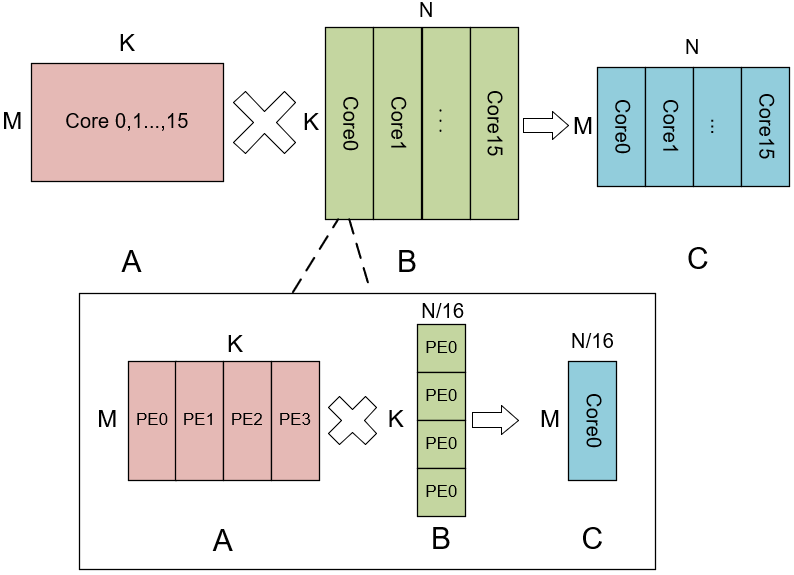 K
M
Core 0,1...,15
A
N
K
Core0
Core1
...
Core15
B
N
M
Core0
Core1
...
Core15
C
K
M
PE0 PE1 PE2 PE3
A
N/16
K
PE0
PE0
PE0
PE0
B
N/16
M
Core0
C